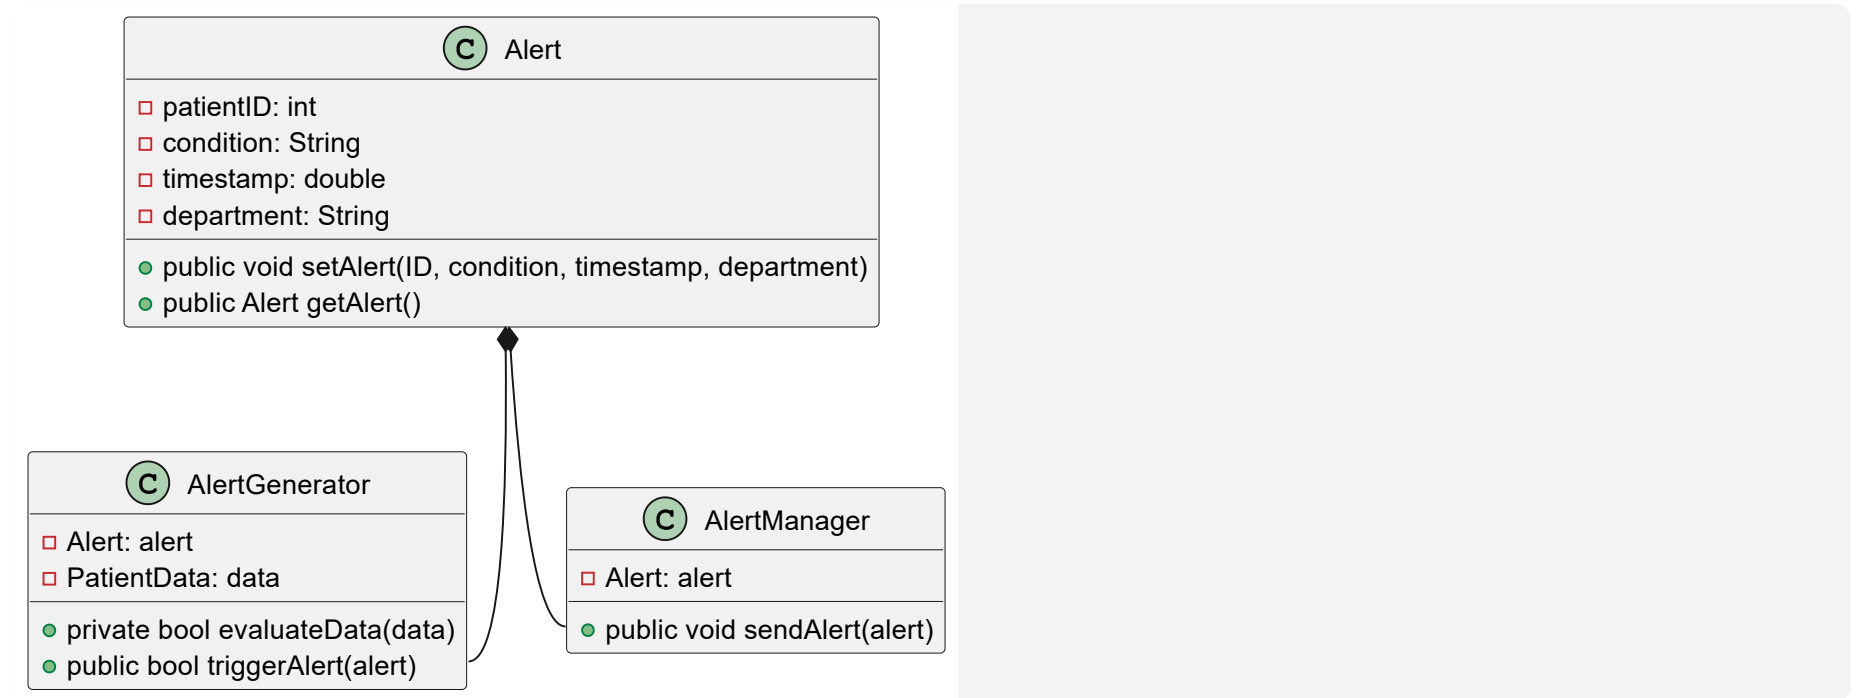 C Alert
patientID: int
condition: String
timestamp: double
department: String
public void setAlert(ID, condition, timestamp, department)
public Alert getAlert()
C AlertGenerator
Alert: alert
PatientData: data
private bool evaluateData(data)
public bool triggerAlert(alert)
C AlertManager
Alert: alert
public void sendAlert(alert)